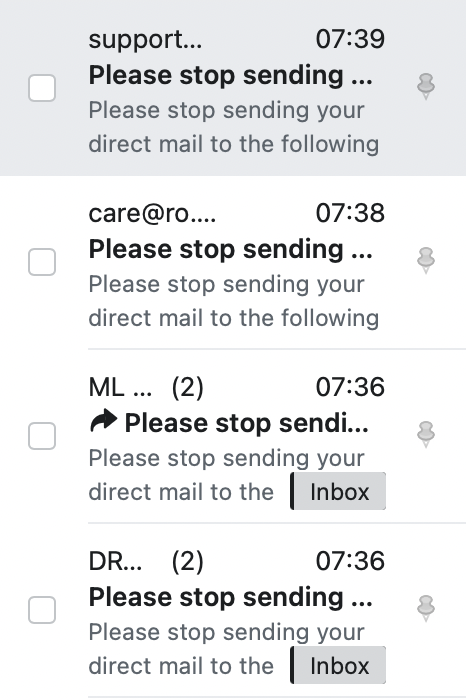 support... 07:39
Please stop sending ...
Please stop sending your
direct mail to the following
care@ro.... 07:38
Please stop sending ...
Please stop sending your
direct mail to the following
ML ... (2) 07:36
Please stop sendi...
Please stop sending your
direct mail to the Inbox
DR... (2) 07:36
Please stop sending ...
Please stop sending your
direct mail to the Inbox